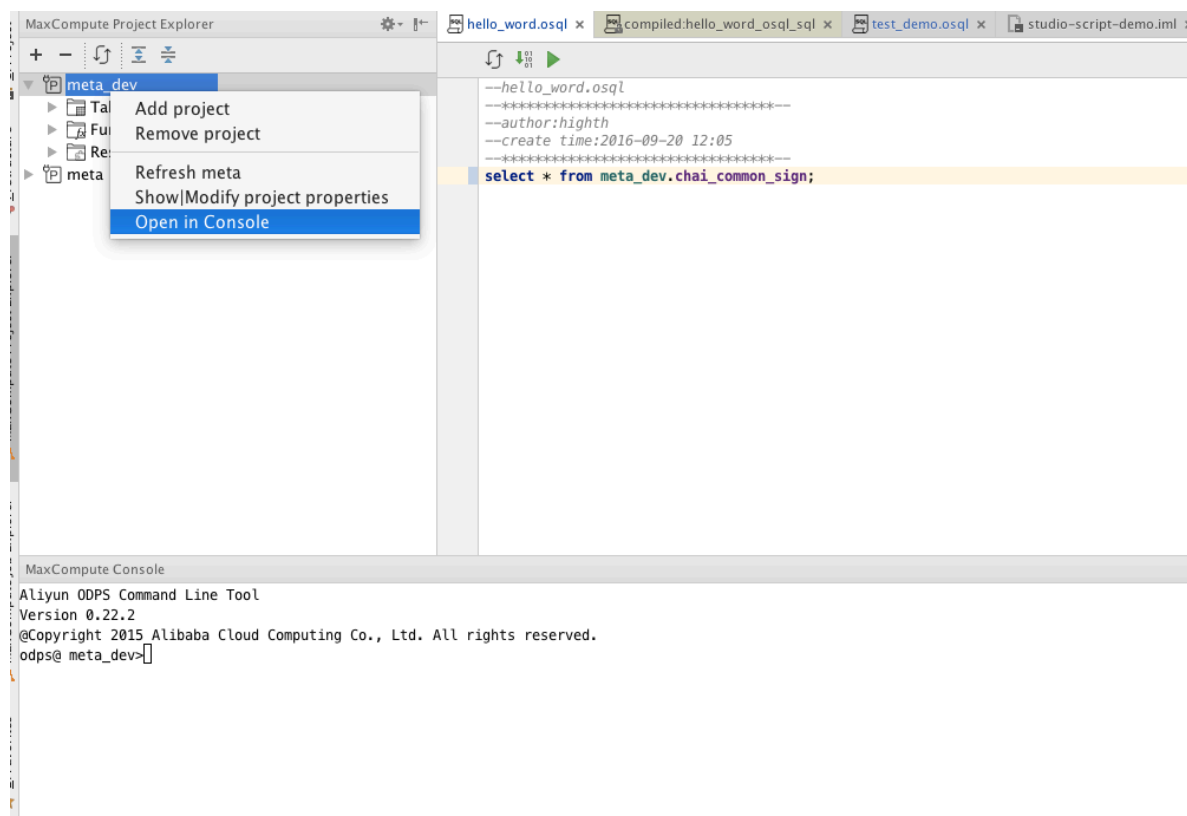 MaxCompute Project Explorer
meta_dev
Add project
Remove project
Refresh meta
Show|Modify project properties
Open in Console
meta
hello_word.osql
compiled:hello_word_osql_sql
test_demo.osql
studio-script-demo.iml
--hello_word.osql
--*********************************--
--author:highth
--create time:2016-09-20 12:05
--*********************************--
select * from meta_dev.chai_common_sign;
MaxCompute Console
Aliyun ODPS Command Line Tool
Version 0.22.2
@Copyright 2015 Alibaba Cloud Computing Co., Ltd. All rights reserved.
odps@ meta_dev>